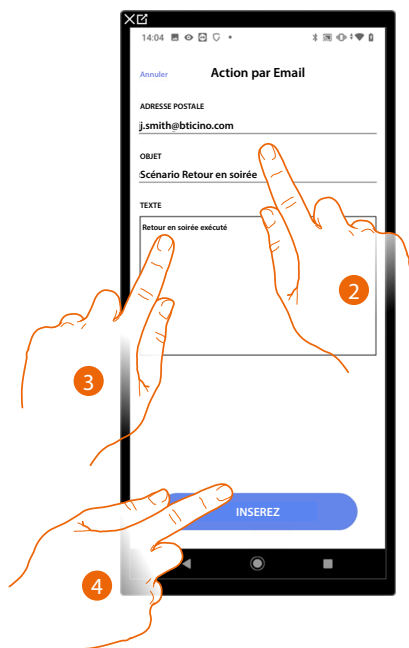 14:04
Annuler
Action par Email
ADRESSE POSTALE
j.smith@bticino.com
OBJET
Scénario Retour en soirée
TEXTE
Retour en soirée exécuté
2
3
INSEREZ
4